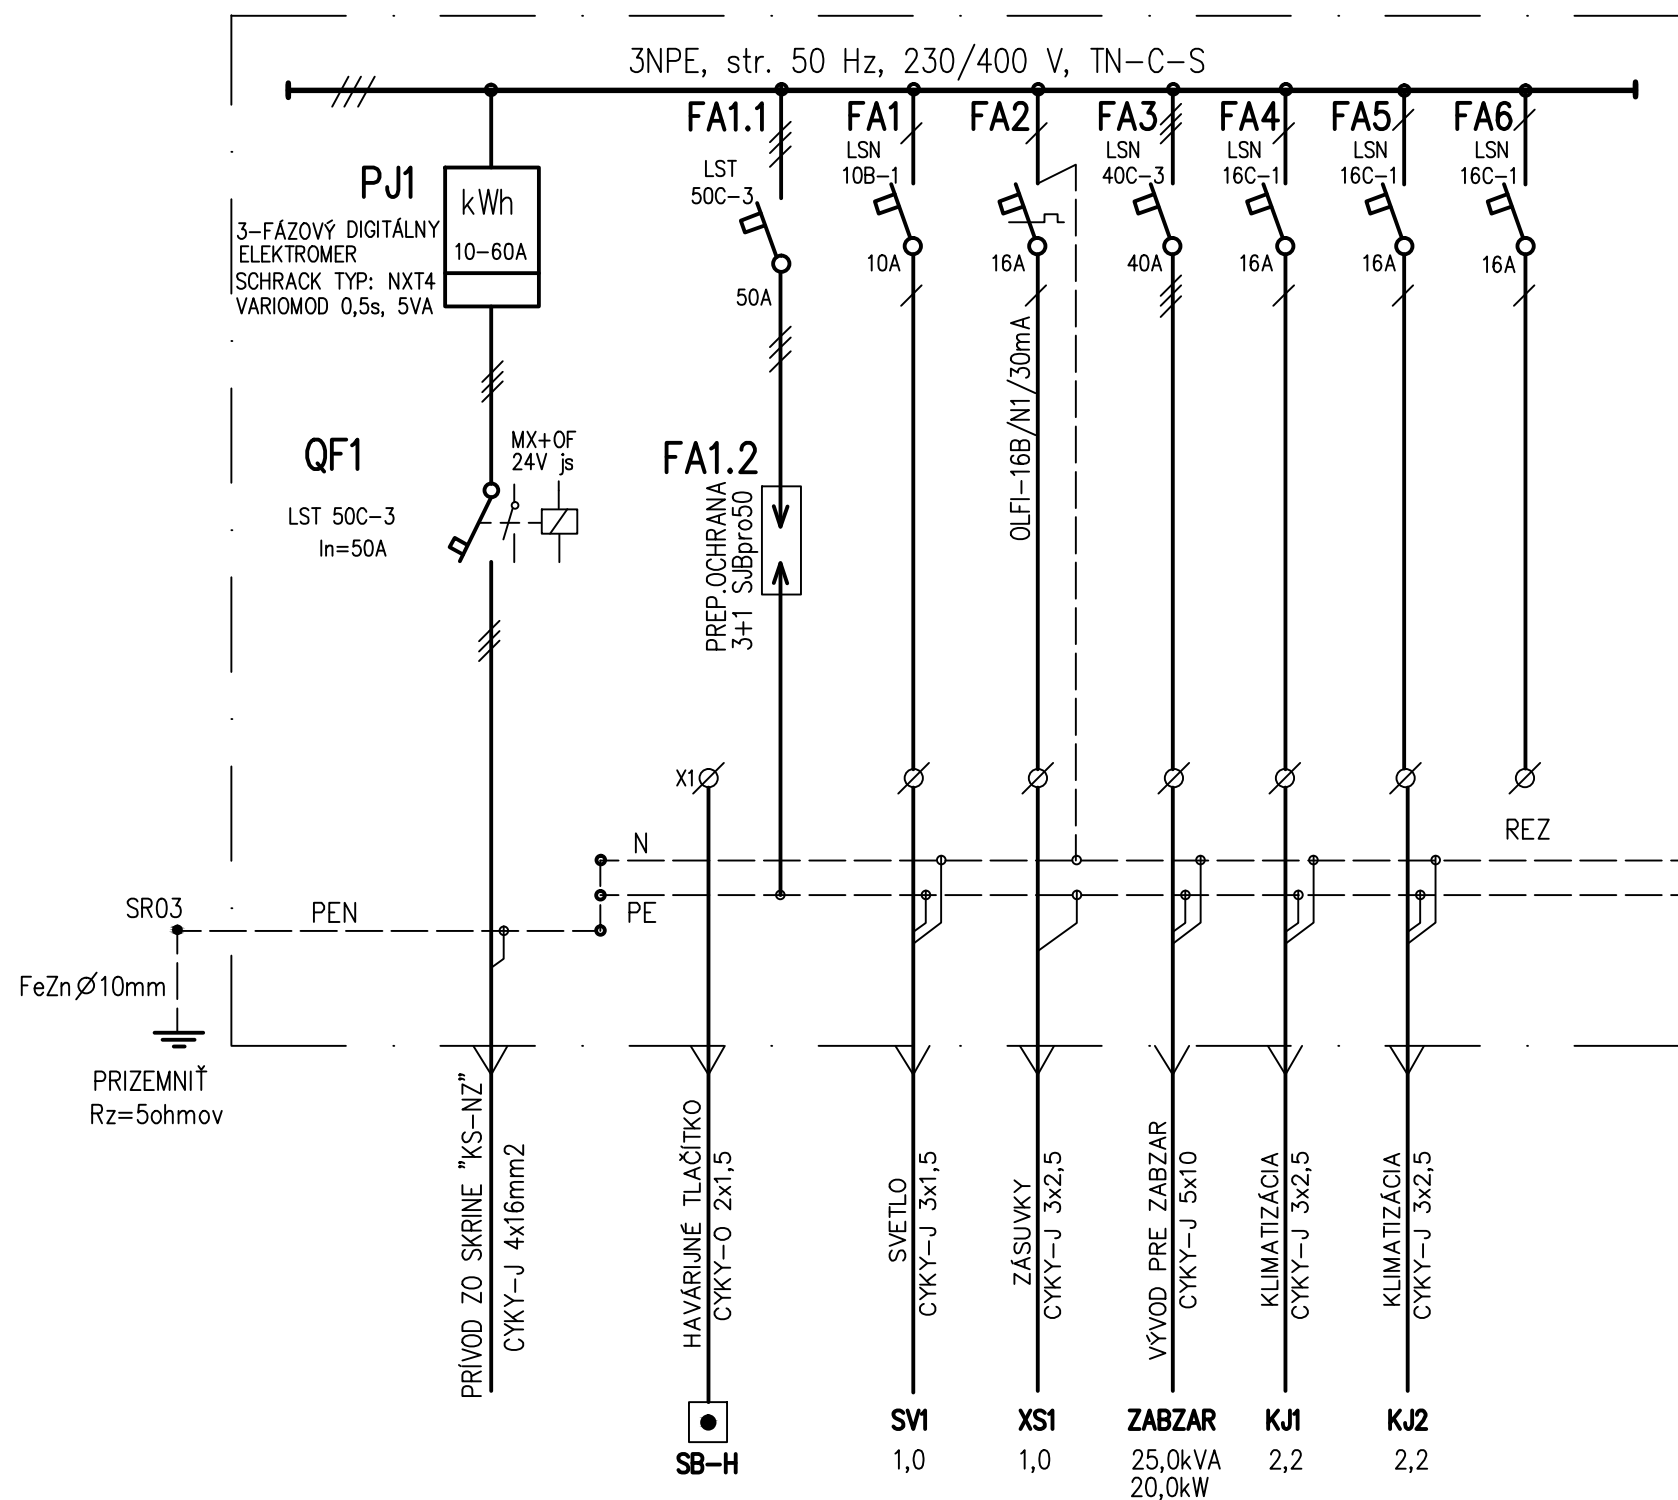 3NPE, str. 50 Hz, 230/400 V, TN-C-S
PJ1
3-FÁZOVÝ DIGITÁLNY
ELEKTROMER
SCHRACK TYP: NXT4
VARIOMOD 0,5s, 5VA
kWh
10-60A
QF1
LST 50C-3
In=50A
MX+OF
24V js
FA1.1
LST
50C-3
50A
FA1.2
PREP.OCHRANA
3+1 SJBpro50
FA1
LSN
10B-1
10A
FA2
16A
OLFI-16B/N1/30mA
FA3
LSN
40C-3
40A
FA4
LSN
16C-1
16A
FA5
LSN
16C-1
16A
FA6
LSN
16C-1
16A
X1
REZ
N
PE
PEN
SR03
FeZnØ10mm
PRIZEMNIŤ
Rz=5ohmov
PRÍVOD ZO SKRINE "KS-NZ"
CYKY-J 4x16mm2
HAVÁRIJNÉ TLAČÍTKO
CYKY-O 2x1,5
SVETLO
CYKY-J 3x1,5
ZÁSUVKY
CYKY-J 3x2,5
VÝVOD PRE ZABZAR
CYKY-J 5x10
KLIMATIZÁCIA
CYKY-J 3x2,5
KLIMATIZÁCIA
CYKY-J 3x2,5
SB-H
SV1
1,0
XS1
1,0
ZABZAR
25,0kVA
20,0kW
KJ1
2,2
KJ2
2,2